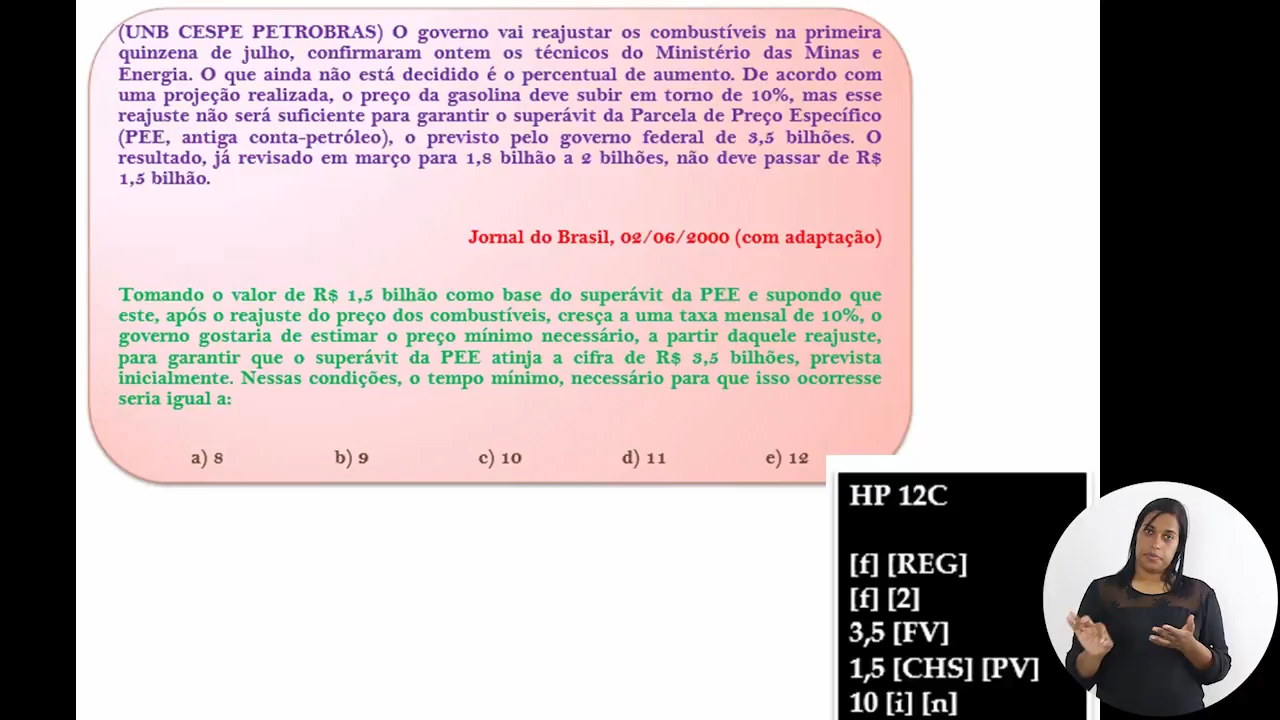 (UNB CESPE PETROBRAS) O governo vai reajustar os combustíveis na primeira
quinzena de julho, confirmaram ontem os técnicos do Ministério das Minas e
Energia. O que ainda não está decidido é o percentual de aumento. De acordo com
uma projeção realizada, o preço da gasolina deve subir em torno de 10%, mas esse
reajuste não será suficiente para garantir o superávit da Parcela de Preço Específico
(PEE, antiga conta-petróleo), o previsto pelo governo federal de 3,5 bilhões. O
resultado, já revisado em março para 1,8 bilhão a 2 bilhões, não deve passar de R$
1,5 bilhão.
Jornal do Brasil, 02/06/2000 (com adaptação)
Tomando o valor de R$ 1,5 bilhão como base do superávit da PEE e supondo que
este, após o reajuste do preço dos combustíveis, cresça a uma taxa mensal de 10%, o
governo gostaria de estimar o preço mínimo necessário, a partir daquele reajuste,
para garantir que o superávit da PEE atinja a cifra de R$ 3,5 bilhões, prevista
inicialmente. Nessas condições, o tempo mínimo, necessário para que isso ocorresse
seria igual a:
a) 8 b) 9 c) 10 d) 11 e) 12
HP 12C
[f] [REG]
[f] [2]
3,5 [FV]
1,5 [CHS] [PV]
10 [i] [n]